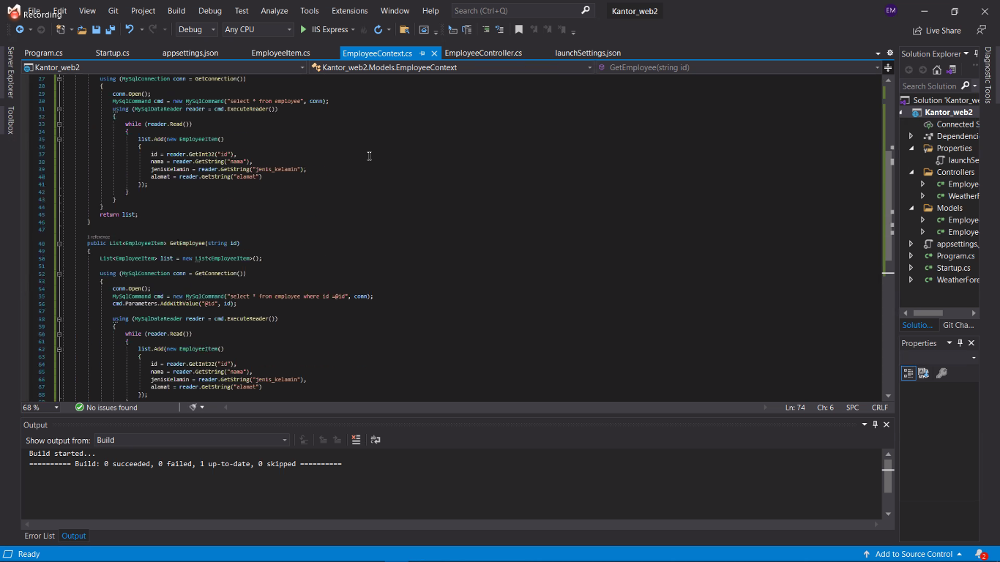 File Edit View Git Project Build Debug Test Analyze Tools Extensions Window Help Search (Ctrl+Q) Kantor_web2 EM
Recording
Debug Any CPU IIS Express Live Share
Server Explorer
Toolbox
Program.cs Startup.cs appsettings.json EmployeeItem.cs EmployeeContext.cs EmployeeController.cs launchSettings.json
Kantor_web2 Kantor_web2.Models.EmployeeContext GetEmployee(string id)
27 using (MySqlConnection conn = GetConnection())
28 {
29 conn.Open();
30 MySqlCommand cmd = new MySqlCommand("select * from employee", conn);
31 using (MySqlDataReader reader = cmd.ExecuteReader())
32 {
33 while (reader.Read())
34 {
35 list.Add(new EmployeeItem()
36 {
37 id = reader.GetInt32("id"),
38 nama = reader.GetString("nama"),
39 jenisKelamin = reader.GetString("jenis_kelamin"),
40 alamat = reader.GetString("alamat")
41 });
42 }
43 }
44 }
45 return list;
46 }
47
1 reference
48 public List<EmployeeItem> GetEmployee(string id)
49 {
50 List<EmployeeItem> list = new List<EmployeeItem>();
51
52 using (MySqlConnection conn = GetConnection())
53 {
54 conn.Open();
55 MySqlCommand cmd = new MySqlCommand("select * from employee where id =@id", conn);
56 cmd.Parameters.AddWithValue("@id", id);
57
58 using (MySqlDataReader reader = cmd.ExecuteReader())
59 {
60 while (reader.Read())
61 {
62 list.Add(new EmployeeItem()
63 {
64 id = reader.GetInt32("id"),
65 nama = reader.GetString("nama"),
66 jenisKelamin = reader.GetString("jenis_kelamin"),
67 alamat = reader.GetString("alamat")
68 });
68 % No issues found Ln: 74 Ch: 6 SPC CRLF
Output
Show output from: Build
Build started...
========== Build: 0 succeeded, 0 failed, 1 up-to-date, 0 skipped ==========
Error List Output
Solution Explorer
Search Solution
Solution 'Kantor_we
Kantor_web2
Connected S
Dependenci
Properties
launchSe
Controllers
Employe
WeatherF
Models
Employe
Employe
appsettings.
Program.cs
Startup.cs
WeatherFore
Solutio... Git Cha...
Properties
Diagnostic Tools
Ready Add to Source Control 2